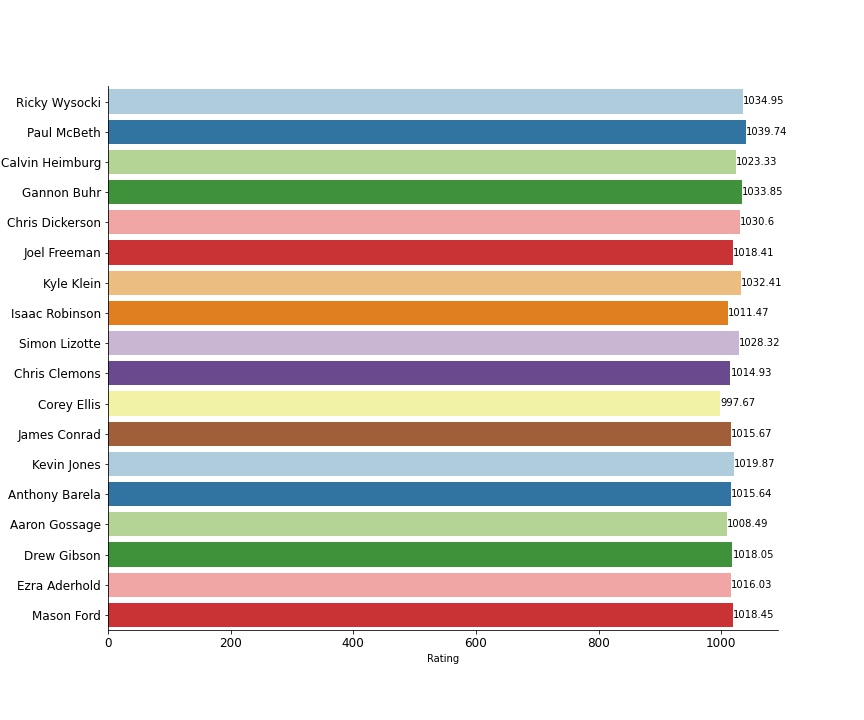 Ricky Wysocki 1034.95
Paul McBeth 1039.74
Calvin Heimburg 1023.33
Gannon Buhr 1033.85
Chris Dickerson 1030.6
Joel Freeman 1018.41
Kyle Klein 1032.41
Isaac Robinson 1011.47
Simon Lizotte 1028.32
Chris Clemons 1014.93
Corey Ellis 997.67
James Conrad 1015.67
Kevin Jones 1019.87
Anthony Barela 1015.64
Aaron Gossage 1008.49
Drew Gibson 1018.05
Ezra Aderhold 1016.03
Mason Ford 1018.45
0 200 400 600 800 1000
Rating